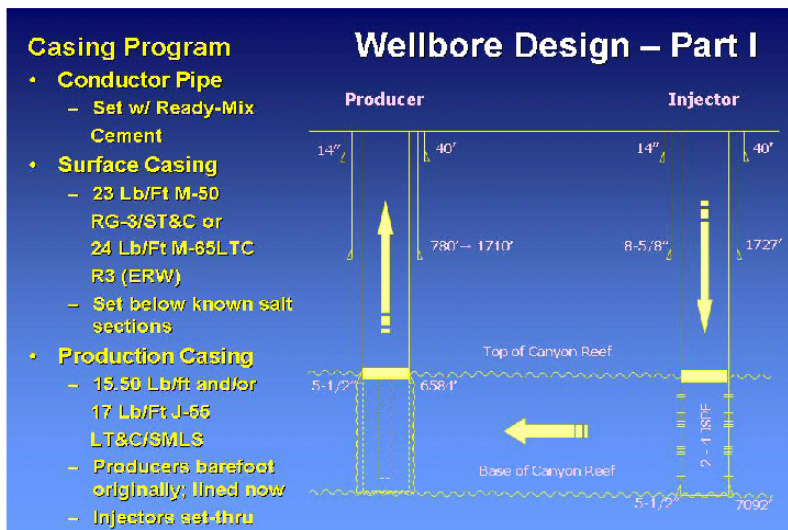 Wellbore Design – Part I
Casing Program
• Conductor Pipe
– Set w/ Ready-Mix
Cement
• Surface Casing
– 23 Lb/Ft M-50
RG-3/ST&C or
24 Lb/Ft M-65LTC
R3 (ERW)
– Set below known salt
sections
• Production Casing
– 15.50 Lb/ft and/or
17 Lb/Ft J-55
LT&C/SMLS
– Producers barefoot
originally; lined now
– Injectors set-thru
Producer
Injector
14”
40’
14”
40’
780’→ 1710’
8-5/8”
1727’
Top of Canyon Reef
5-1/2”
6584’
2 - 4 JSPF
Base of Canyon Reef
5-1/2”
7092’